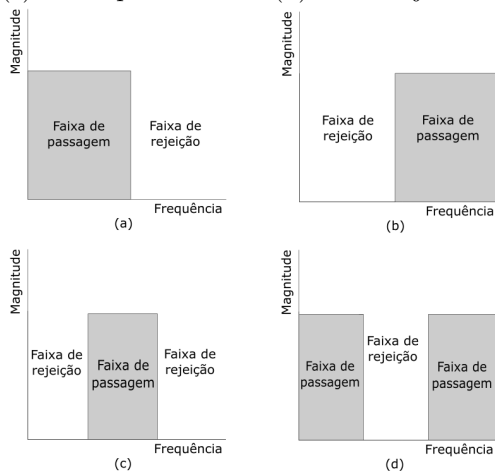 Magnitude
Faixa de
passagem
Faixa de
rejeição
Frequência
(a)
Magnitude
Faixa de
rejeição
Faixa de
passagem
Frequência
(b)
Magnitude
Faixa de
rejeição
Faixa de
passagem
Faixa de
rejeição
Frequência
(c)
Magnitude
Faixa de
passagem
Faixa de
rejeição
Faixa de
passagem
Frequência
(d)